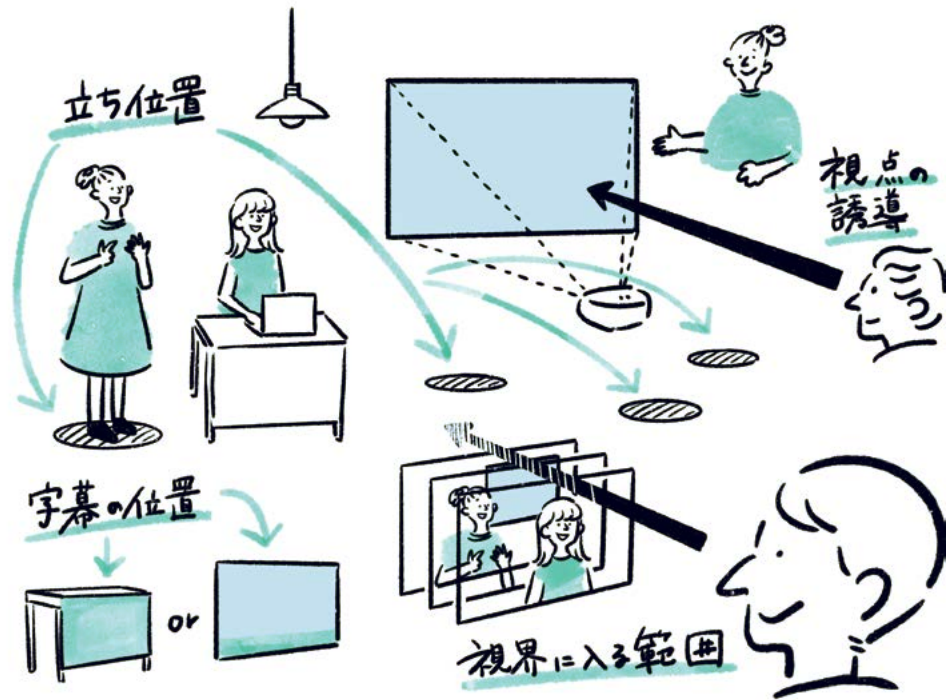 立ち位置
視点の
誘導
字幕の位置
or
視界に入る範囲